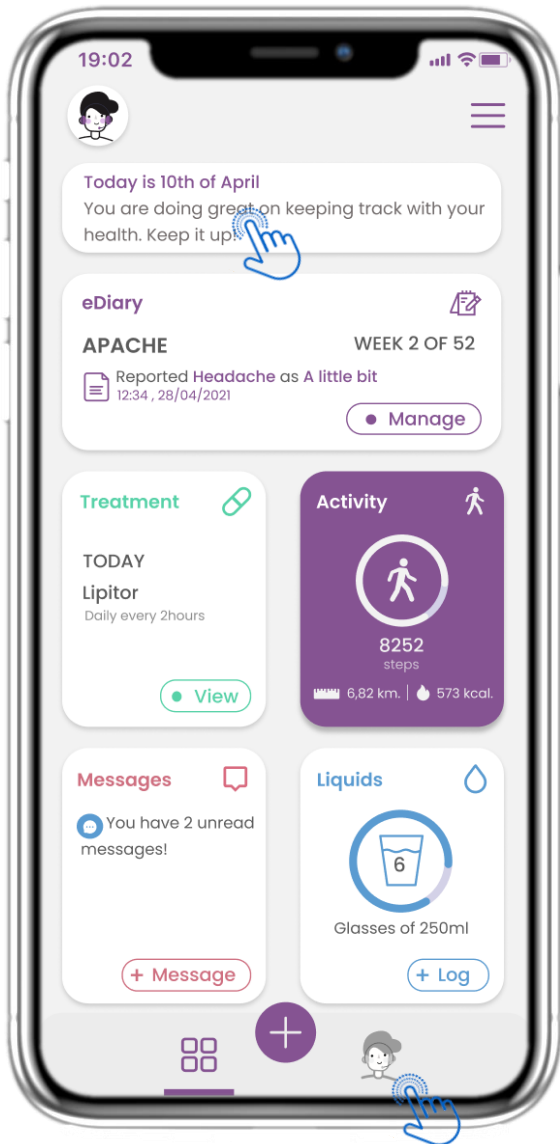 19:02
Today is 10th of April
You are doing great on keeping track with your
health. Keep it up!
eDiary
APACHE
WEEK 2 OF 52
Reported Headache as A little bit
12:34 , 28/04/2021
Manage
Treatment
TODAY
Lipitor
Daily every 2hours
View
Activity
8252
steps
6,82 km.
573 kcal.
Messages
You have 2 unread
messages!
+ Message
Liquids
6
Glasses of 250ml
+ Log